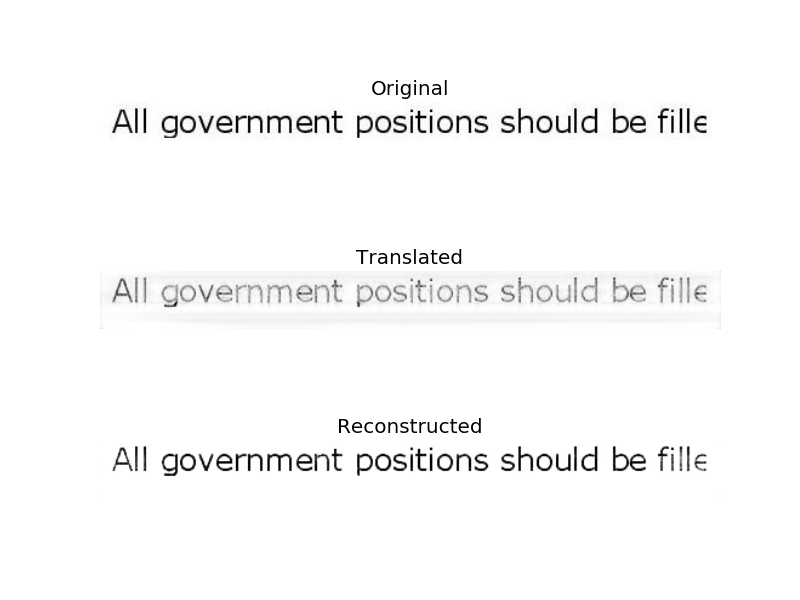 Original
All government positions should be fille
Translated
All government positions should be fille
Reconstructed
All government positions should be fille